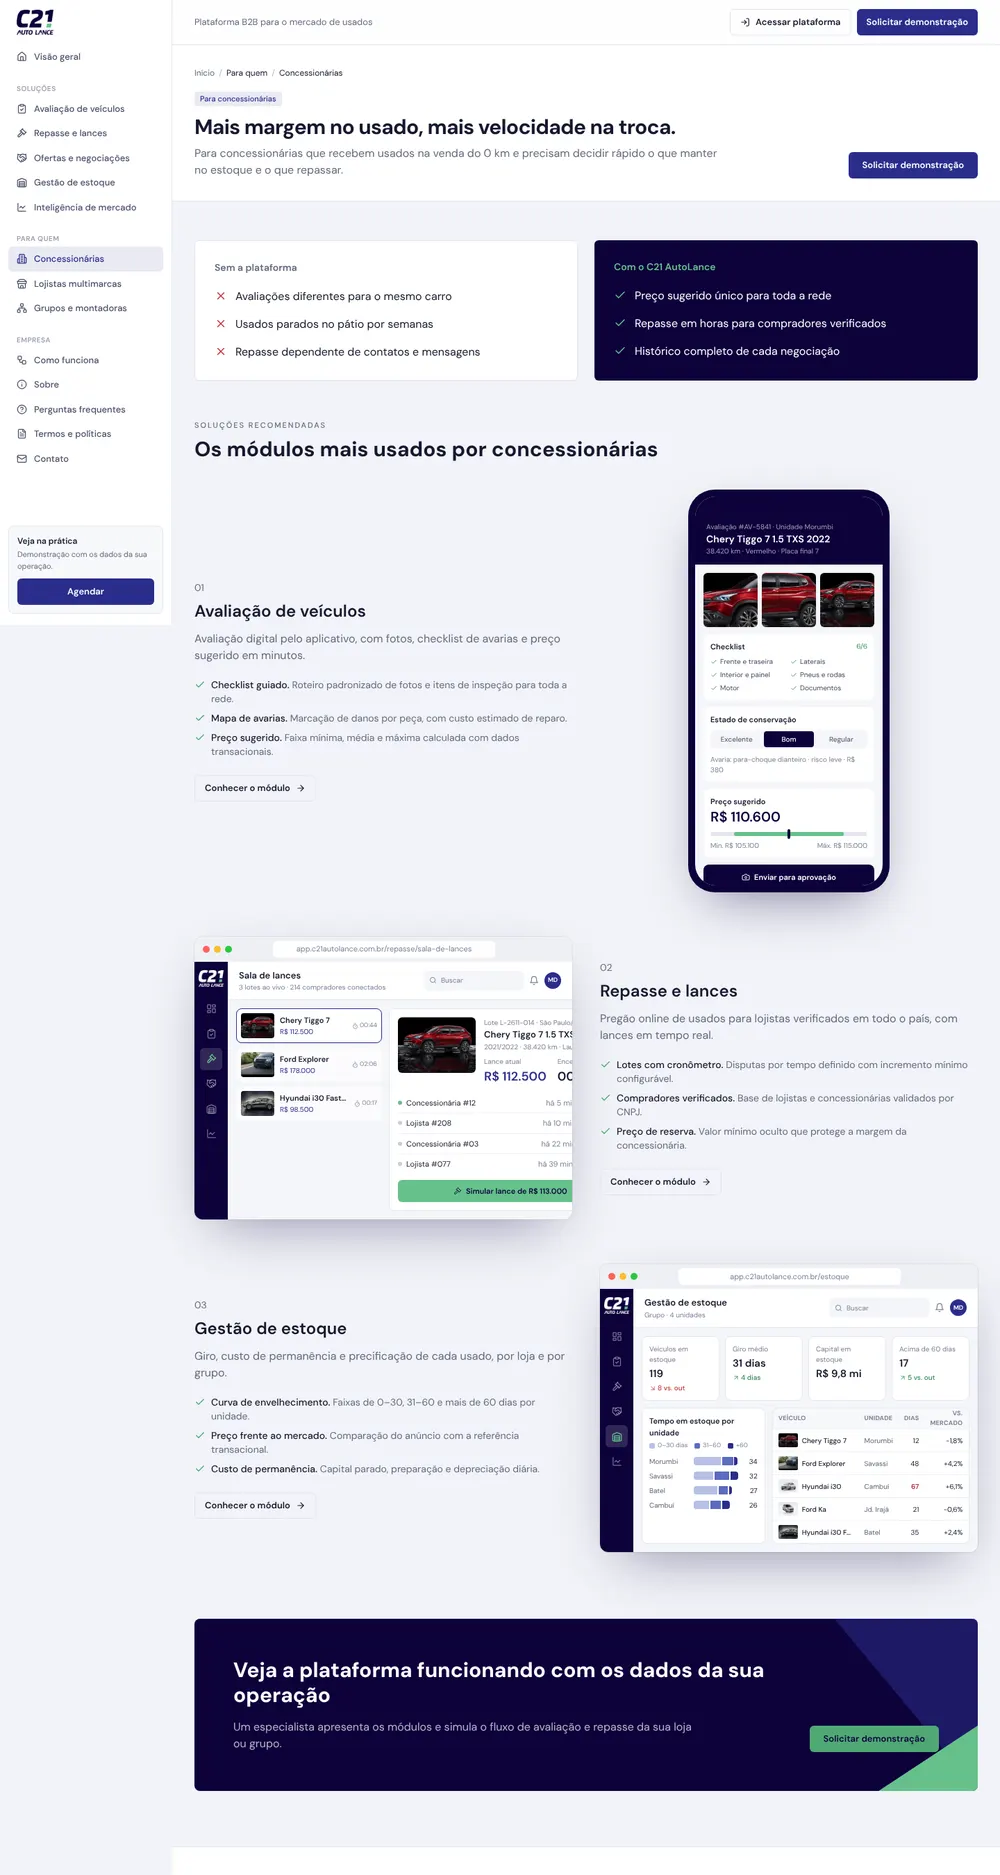 C21
AUTO LANCE
Visão geral
SOLUÇÕES
Avaliação de veículos
Repasse e lances
Ofertas e negociações
Gestão de estoque
Inteligência de mercado
PARA QUEM
Concessionárias
Lojistas multimarcas
Grupos e montadoras
EMPRESA
Como funciona
Sobre
Perguntas frequentes
Termos e políticas
Contato
Veja na prática
Demonstração com os dados da sua
operação.
Agendar
Plataforma B2B para o mercado de usados
Acessar plataforma
Solicitar demonstração
Início / Para quem / Concessionárias
Para concessionárias
Mais margem no usado, mais velocidade na troca.
Para concessionárias que recebem usados na venda do 0 km e precisam decidir rápido o que manter
no estoque e o que repassar.
Solicitar demonstração
Sem a plataforma
Avaliações diferentes para o mesmo carro
Usados parados no pátio por semanas
Repasse dependente de contatos e mensagens
Com o C21 AutoLance
Preço sugerido único para toda a rede
Repasse em horas para compradores verificados
Histórico completo de cada negociação
SOLUÇÕES RECOMENDADAS
Os módulos mais usados por concessionárias
01
Avaliação de veículos
Avaliação digital pelo aplicativo, com fotos, checklist de avarias e preço
sugerido em minutos.
Checklist guiado. Roteiro padronizado de fotos e itens de inspeção para toda a
rede.
Mapa de avarias. Marcação de danos por peça, com custo estimado de reparo.
Preço sugerido. Faixa mínima, média e máxima calculada com dados
transacionais.
Conhecer o módulo
Avaliação #AV-5841 · Unidade Morumbi
Chery Tiggo 7 1.5 TXS 2022
38.420 km · Vermelho · Placa final 7
Checklist 6/6
Frente e traseira Laterais
Interior e painel Pneus e rodas
Motor Documentos
Estado de conservação
Excelente Bom Regular
Avaria: para-choque dianteiro · risco leve · R$
380
Preço sugerido
R$ 110.600
Mín. R$ 105.100 Máx. R$ 115.000
Enviar para aprovação
app.c21autolance.com.br/repasse/sala-de-lances
C21
AUTO LANCE
Sala de lances
3 lotes ao vivo · 214 compradores conectados
Buscar
MD
Chery Tiggo 7
R$ 112.500
00:44
Ford Explorer
R$ 178.000
02:06
Hyundai i30 Fast...
R$ 98.500
00:17
Lote L-2611-014 · São Paulo
Chery Tiggo 7 1.5 TXS
2021/2022 · 38.420 km · Lau
Lance atual Ence
R$ 112.500 00
Concessionária #12 há 5 mi
Lojista #208 há 10 mi
Concessionária #03 há 22 mi
Lojista #077 há 39 min
Simular lance de R$ 113.000
02
Repasse e lances
Pregão online de usados para lojistas verificados em todo o país, com
lances em tempo real.
Lotes com cronômetro. Disputas por tempo definido com incremento mínimo
configurável.
Compradores verificados. Base de lojistas e concessionárias validados por
CNPJ.
Preço de reserva. Valor mínimo oculto que protege a margem da
concessionária.
Conhecer o módulo
03
Gestão de estoque
Giro, custo de permanência e precificação de cada usado, por loja e por
grupo.
Curva de envelhecimento. Faixas de 0–30, 31–60 e mais de 60 dias por
unidade.
Preço frente ao mercado. Comparação do anúncio com a referência
transacional.
Custo de permanência. Capital parado, preparação e depreciação diária.
Conhecer o módulo
app.c21autolance.com.br/estoque
C21
AUTO LANCE
Gestão de estoque
Grupo · 4 unidades
Buscar
MD
Veículos em
estoque
119
8 vs. out
Giro médio
31 dias
4 dias
Capital em
estoque
R$ 9,8 mi
Acima de 60 dias
17
5 vs. out
Tempo em estoque por
unidade
0–30 dias 31–60 +60
Morumbi 34
Savassi 32
Batel 27
Cambuí 26
VEÍCULO UNIDADE DIAS VS. MERCADO
Chery Tiggo 7 Morumbi 12 -1,8%
Ford Explorer Savassi 48 +4,2%
Hyundai i30 Cambuí 67 +6,1%
Ford Ka Jd. Irajá 21 -0,6%
Hyundai i30 F... Batel 35 +2,4%
Veja a plataforma funcionando com os dados da sua
operação
Um especialista apresenta os módulos e simula o fluxo de avaliação e repasse da sua loja
ou grupo.
Solicitar demonstração